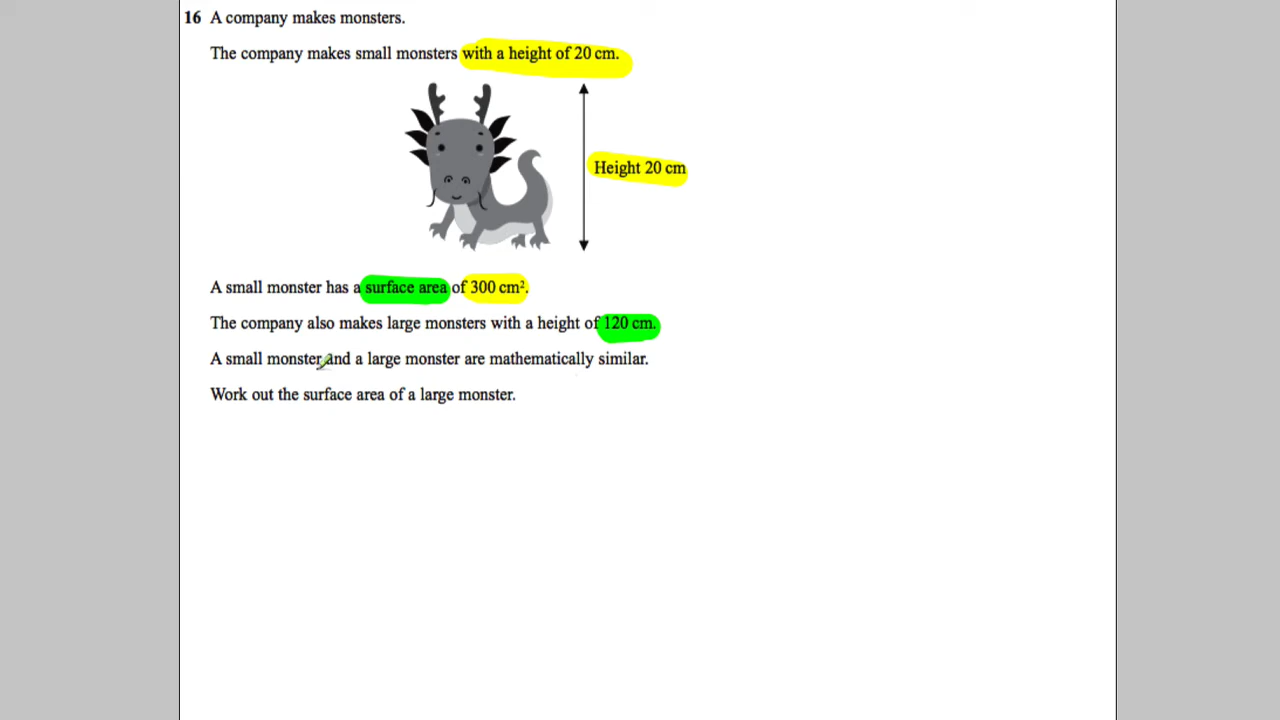 16 A company makes monsters.
The company makes small monsters with a height of 20 cm.
Height 20 cm
A small monster has a surface area of 300 cm².
The company also makes large monsters with a height of 120 cm.
A small monster and a large monster are mathematically similar.
Work out the surface area of a large monster.